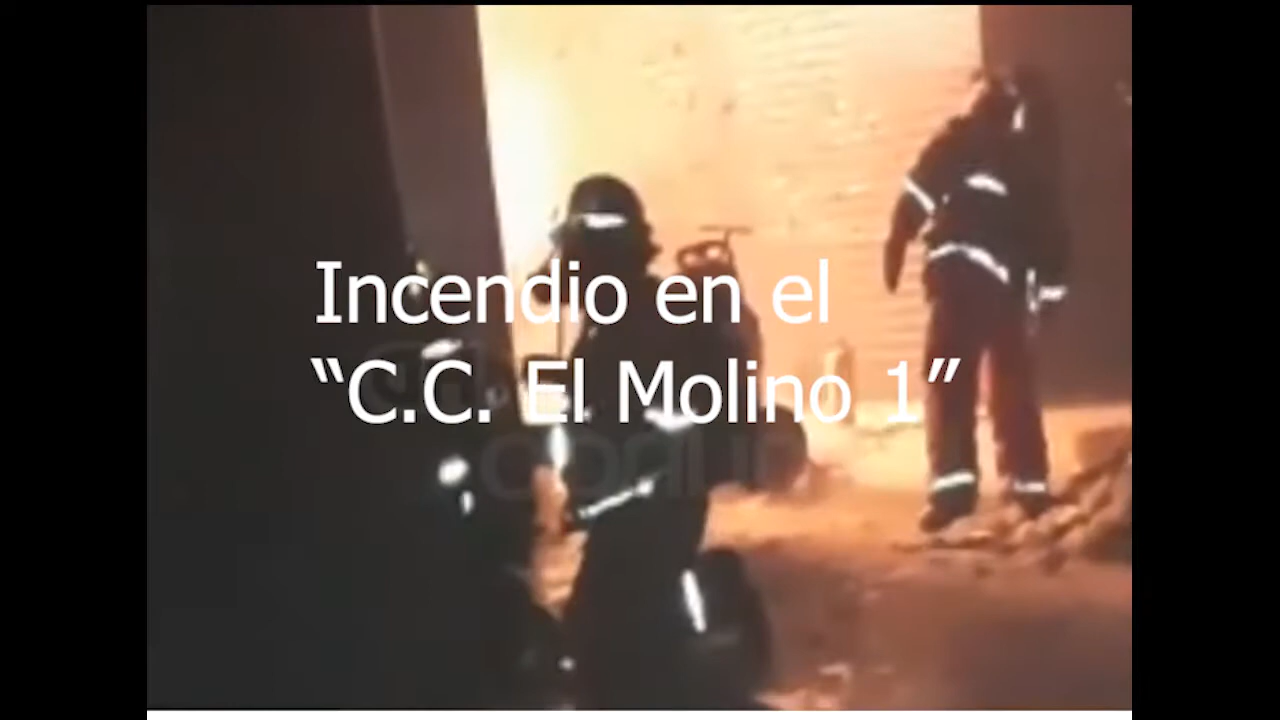 Incendio en el
“C.C. El Molino 1”